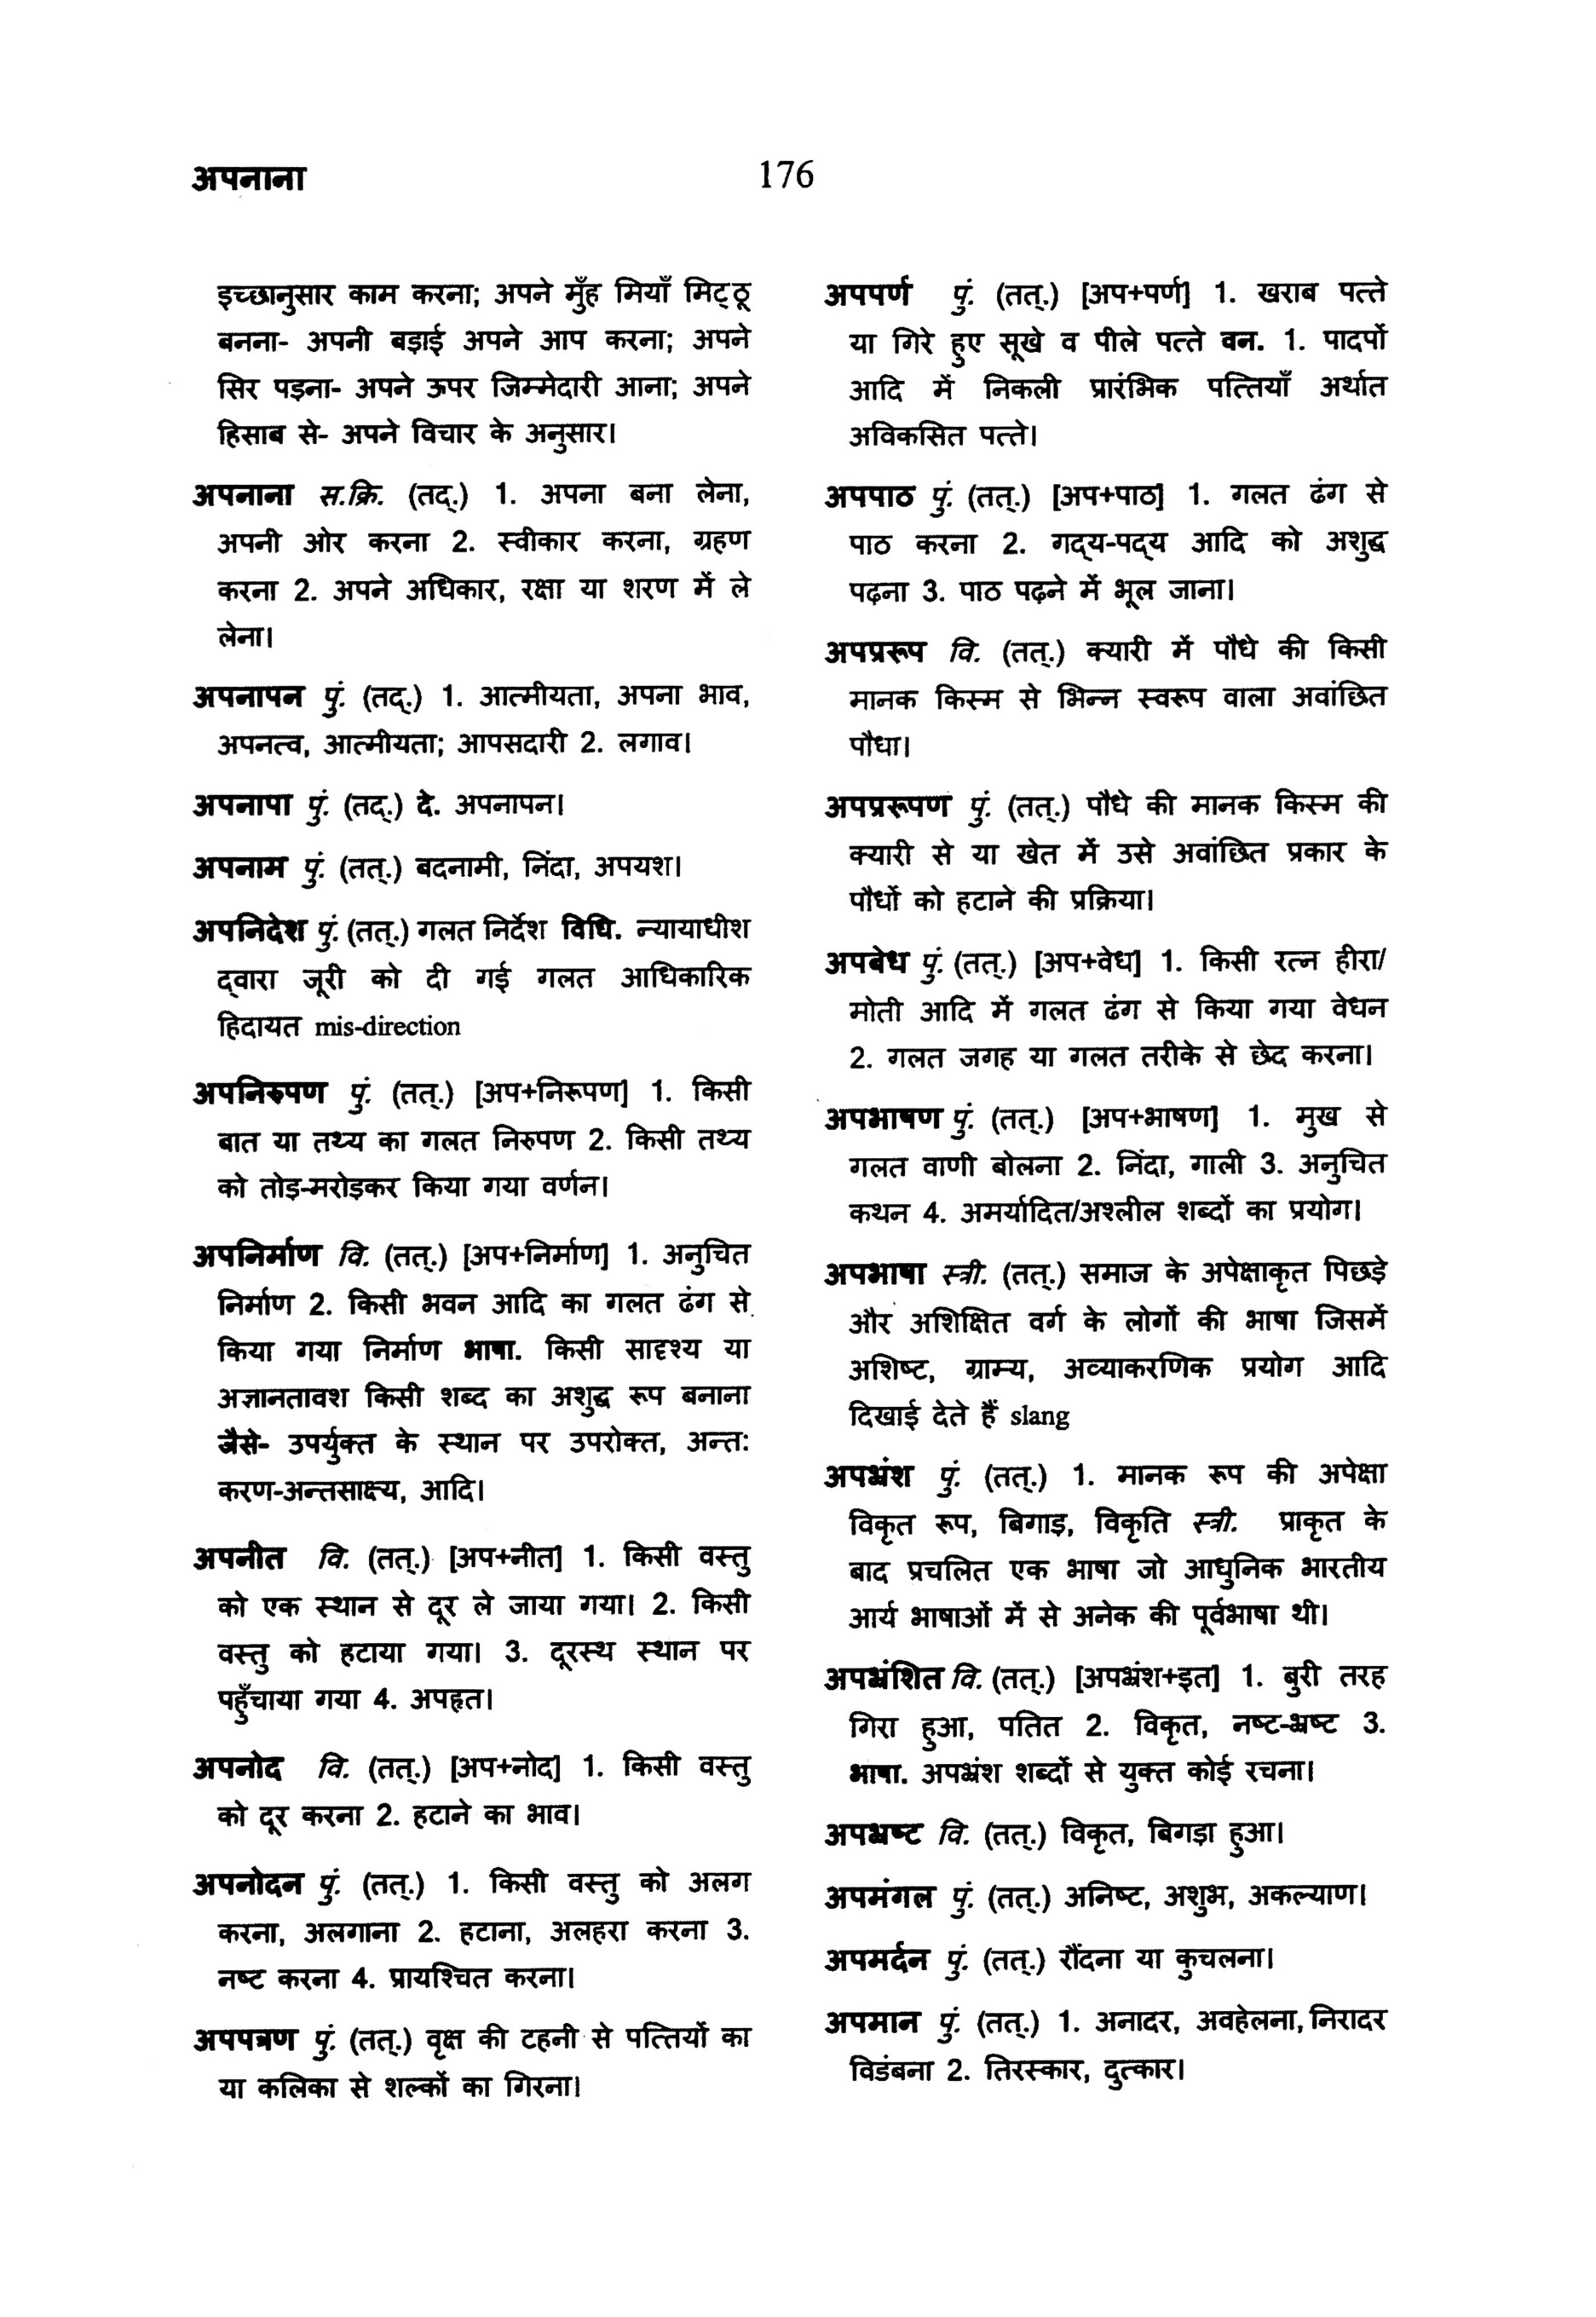 अपनाना
176
इच्छानुसार काम करना; अपने मुँह मियाँ मिट्ठू
बनना- अपनी बड़ाई अपने आप करना; अपने
सिर पड़ना- अपने ऊपर जिम्मेदारी आना; अपने
हिसाब से- अपने विचार के अनुसार।
अपनाना स.क्रि. (तद्.) 1. अपना बना लेना,
अपनी ओर करना 2. स्वीकार करना, ग्रहण
करना 2. अपने अधिकार, रक्षा या शरण में ले
लेना।
अपनापन पुं. (तद्.) 1. आत्मीयता, अपना भाव,
अपनत्व, आत्मीयता; आपसदारी 2. लगाव।
अपनापा पुं. (तद्.) दे. अपनापन।
अपनाम पुं. (तत्.) बदनामी, निंदा, अपयश।
अपनिदेश पुं. (तत्.) गलत निर्देश विधि. न्यायाधीश
द्वारा जूरी को दी गई गलत आधिकारिक
हिदायत mis-direction
अपनिरुपण पुं. (तत्.) [अप+निरूपण] 1. किसी
बात या तथ्य का गलत निरुपण 2. किसी तथ्य
को तोड़-मरोड़कर किया गया वर्णन।
अपनिर्माण वि. (तत्.) [अप+निर्माण] 1. अनुचित
निर्माण 2. किसी भवन आदि का गलत ढंग से
किया गया निर्माण भाषा. किसी सादृश्य या
अज्ञानतावश किसी शब्द का अशुद्ध रूप बनाना
जैसे- उपर्युक्त के स्थान पर उपरोक्त, अन्त:
करण-अन्तसाक्ष्य, आदि।
अपनीत वि. (तत्.) [अप+नीत] 1. किसी वस्तु
को एक स्थान से दूर ले जाया गया। 2. किसी
वस्तु को हटाया गया। 3. दूरस्थ स्थान पर
पहुँचाया गया 4. अपहृत।
अपनोद वि. (तत्.) [अप+नोद] 1. किसी वस्तु
को दूर करना 2. हटाने का भाव।
अपनोदन पुं. (तत्.) 1. किसी वस्तु को अलग
करना, अलगाना 2. हटाना, अलहरा करना 3.
नष्ट करना 4. प्रायश्चित करना।
अपपत्रण पुं. (तत्.) वृक्ष की टहनी से पत्तियों का
या कलिका से शल्कों का गिरना।
अपपर्ण पुं. (तत्.) [अप+पर्ण] 1. खराब पत्ते
या गिरे हुए सूखे व पीले पत्ते वन. 1. पादपों
आदि में निकली प्रारंभिक पत्तियाँ अर्थात
अविकसित पत्ते।
अपपाठ पुं. (तत्.) [अप+पाठ] 1. गलत ढंग से
पाठ करना 2. गद्य-पद्य आदि को अशुद्ध
पढ़ना 3. पाठ पढ़ने में भूल जाना।
अपप्ररूप वि. (तत्.) क्यारी में पौधे की किसी
मानक किस्म से भिन्न स्वरूप वाला अवांछित
पौधा।
अपप्ररूपण पुं. (तत्.) पौधे की मानक किस्म की
क्यारी से या खेत में उसे अवांछित प्रकार के
पौधों को हटाने की प्रक्रिया।
अपबेध पुं. (तत्.) [अप+वेध] 1. किसी रत्न हीरा/
मोती आदि में गलत ढंग से किया गया वेधन
2. गलत जगह या गलत तरीके से छेद करना।
अपभाषण पुं. (तत्.) [अप+भाषण] 1. मुख से
गलत वाणी बोलना 2. निंदा, गाली 3. अनुचित
कथन 4. अमर्यादित/अश्लील शब्दों का प्रयोग।
अपभाषा स्त्री. (तत्.) समाज के अपेक्षाकृत पिछड़े
और अशिक्षित वर्ग के लोगों की भाषा जिसमें
अशिष्ट, ग्राम्य, अव्याकरणिक प्रयोग आदि
दिखाई देते हैं slang
अपभ्रंश पुं. (तत्.) 1. मानक रूप की अपेक्षा
विकृत रूप, बिगाड़, विकृति स्त्री. प्राकृत के
बाद प्रचलित एक भाषा जो आधुनिक भारतीय
आर्य भाषाओं में से अनेक की पूर्वभाषा थी।
अपभ्रंशित वि. (तत्.) [अपभ्रंश+इत] 1. बुरी तरह
गिरा हुआ, पतित 2. विकृत, नष्ट-भ्रष्ट 3.
भाषा. अपभ्रंश शब्दों से युक्त कोई रचना।
अपभ्रष्ट वि. (तत्.) विकृत, बिगड़ा हुआ।
अपमंगल पुं. (तत्.) अनिष्ट, अशुभ, अकल्याण।
अपमर्दन पुं. (तत्.) रौंदना या कुचलना।
अपमान पुं. (तत्.) 1. अनादर, अवहेलना, निरादर
विडंबना 2. तिरस्कार, दुत्कार।